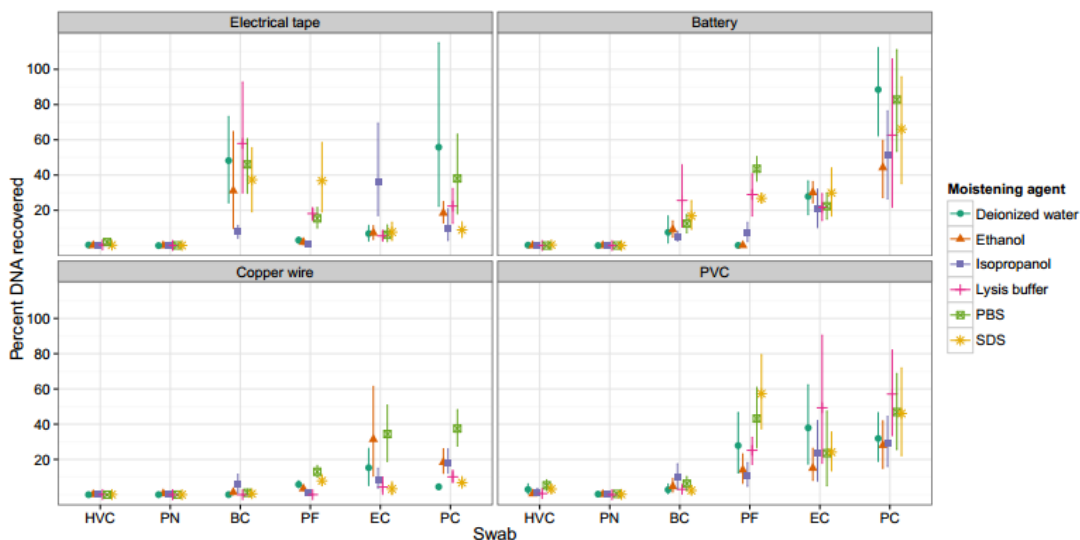 Electrical tape
Battery
100
80
60
40
20
Percent DNA recovered
Copper wire
PVC
100
80
60
40
20
HVC PN BC PF EC PC
HVC PN BC PF EC PC
Swab
Moistening agent
Deionized water
Ethanol
Isopropanol
Lysis buffer
PBS
SDS